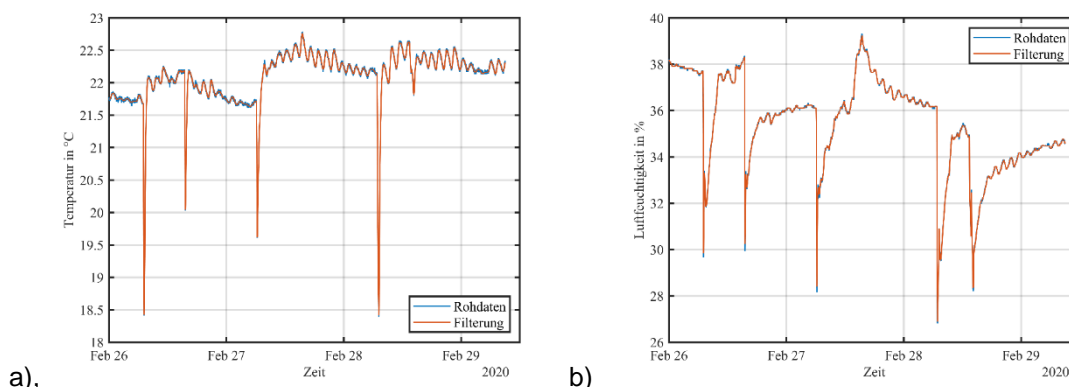 23
22.5
22
21.5
21
20.5
20
19.5
19
18.5
18
Temperatur in °C
Feb 26
Feb 27
Feb 28
Feb 29
Zeit
2020
Rohdaten
Filterung
a),
40
38
36
34
32
30
28
26
Luftfeuchtigkeit in %
Feb 26
Feb 27
Feb 28
Feb 29
Zeit
2020
Rohdaten
Filterung
b)